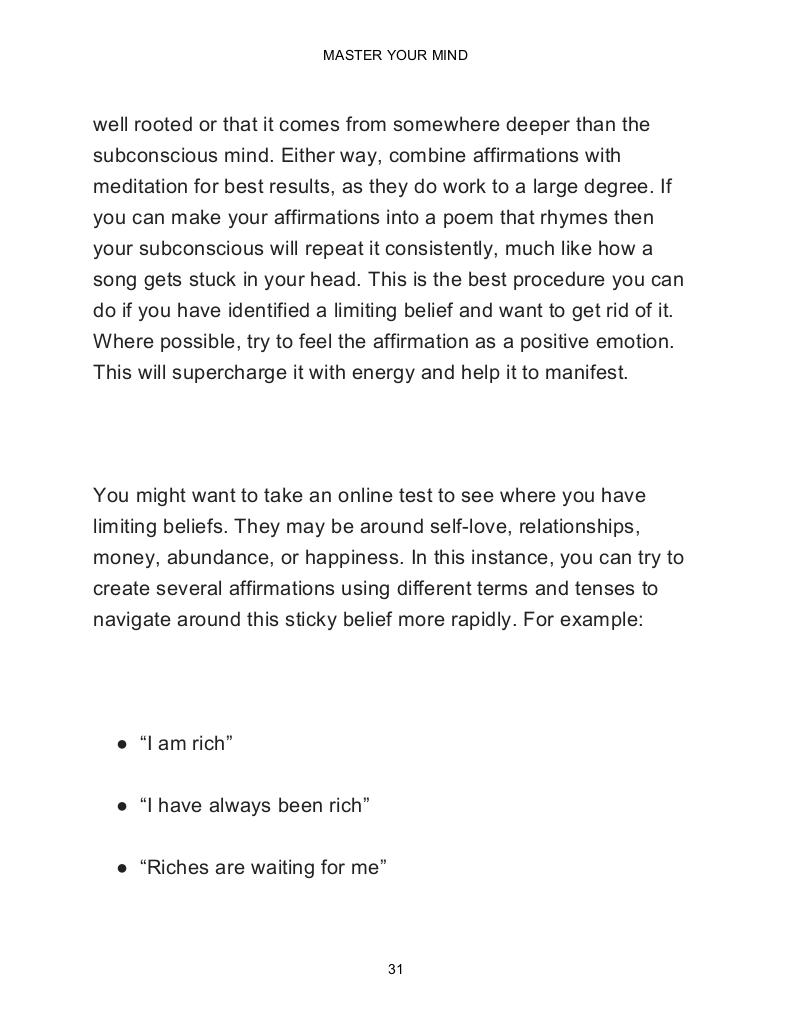 MASTER YOUR MIND
well rooted or that it comes from somewhere deeper than the
subconscious mind. Either way, combine affirmations with
meditation for best results, as they do work to a large degree. If
you can make your affirmations into a poem that rhymes then
your subconscious will repeat it consistently, much like how a
song gets stuck in your head. This is the best procedure you can
do if you have identified a limiting belief and want to get rid of it.
Where possible, try to feel the affirmation as a positive emotion.
This will supercharge it with energy and help it to manifest.
You might want to take an online test to see where you have
limiting beliefs. They may be around self-love, relationships,
money, abundance, or happiness. In this instance, you can try to
create several affirmations using different terms and tenses to
navigate around this sticky belief more rapidly. For example:
● “I am rich”
● “I have always been rich”
● “Riches are waiting for me”
31